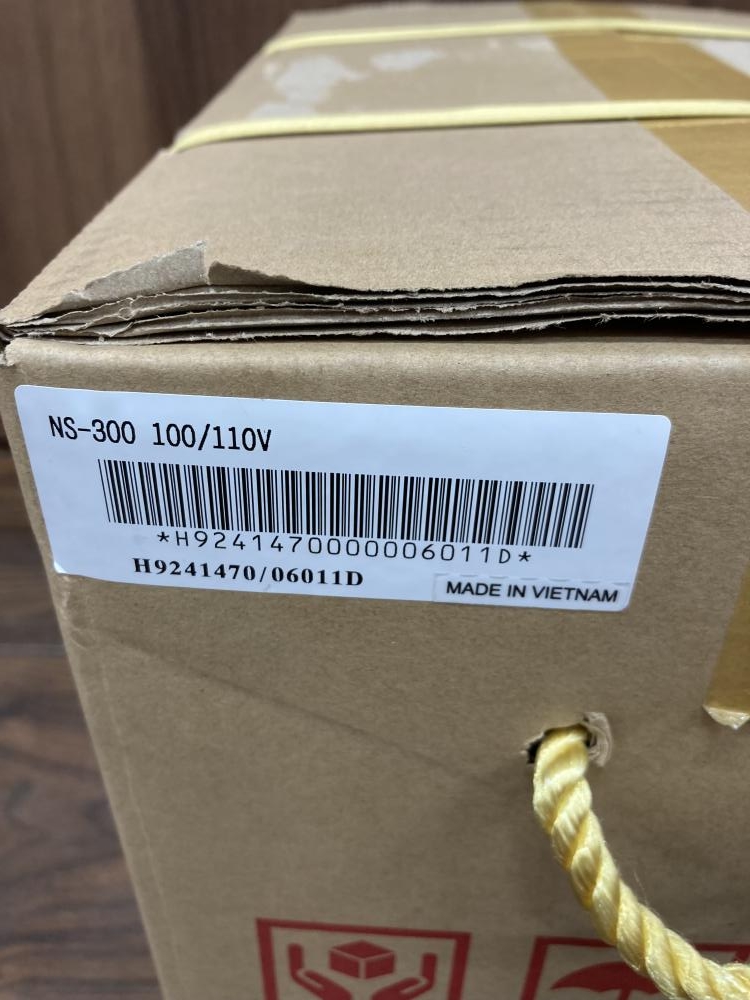 NS-300 100/110V
*H92414700000006011D*
H9241470/06011D
MADE IN VIETNAM